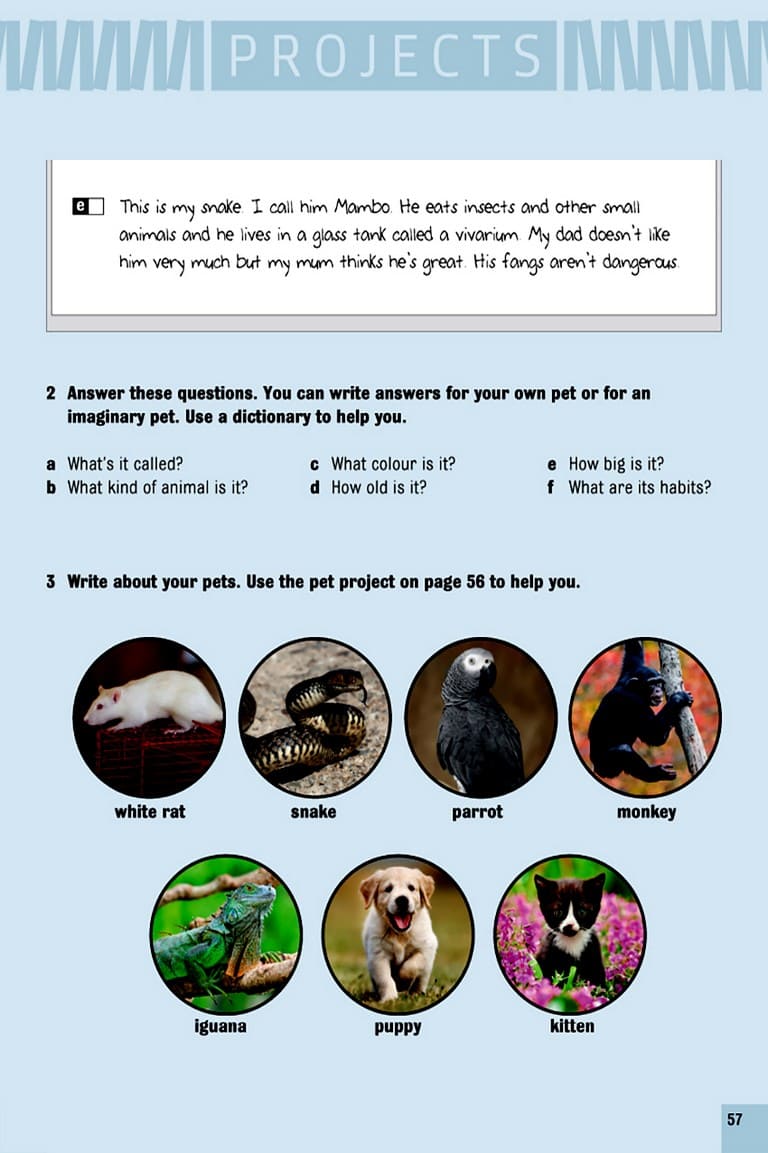 PROJECTS
e This is my snake. I call him Mambo. He eats insects and other small
animals and he lives in a glass tank called a vivarium. My dad doesn't like
him very much but my mum thinks he's great. His fangs aren't dangerous.
2 Answer these questions. You can write answers for your own pet or for an
imaginary pet. Use a dictionary to help you.
a What's it called?
b What kind of animal is it?
c What colour is it?
d How old is it?
e How big is it?
f What are its habits?
3 Write about your pets. Use the pet project on page 56 to help you.
white rat
snake
parrot
monkey
iguana
puppy
kitten
57